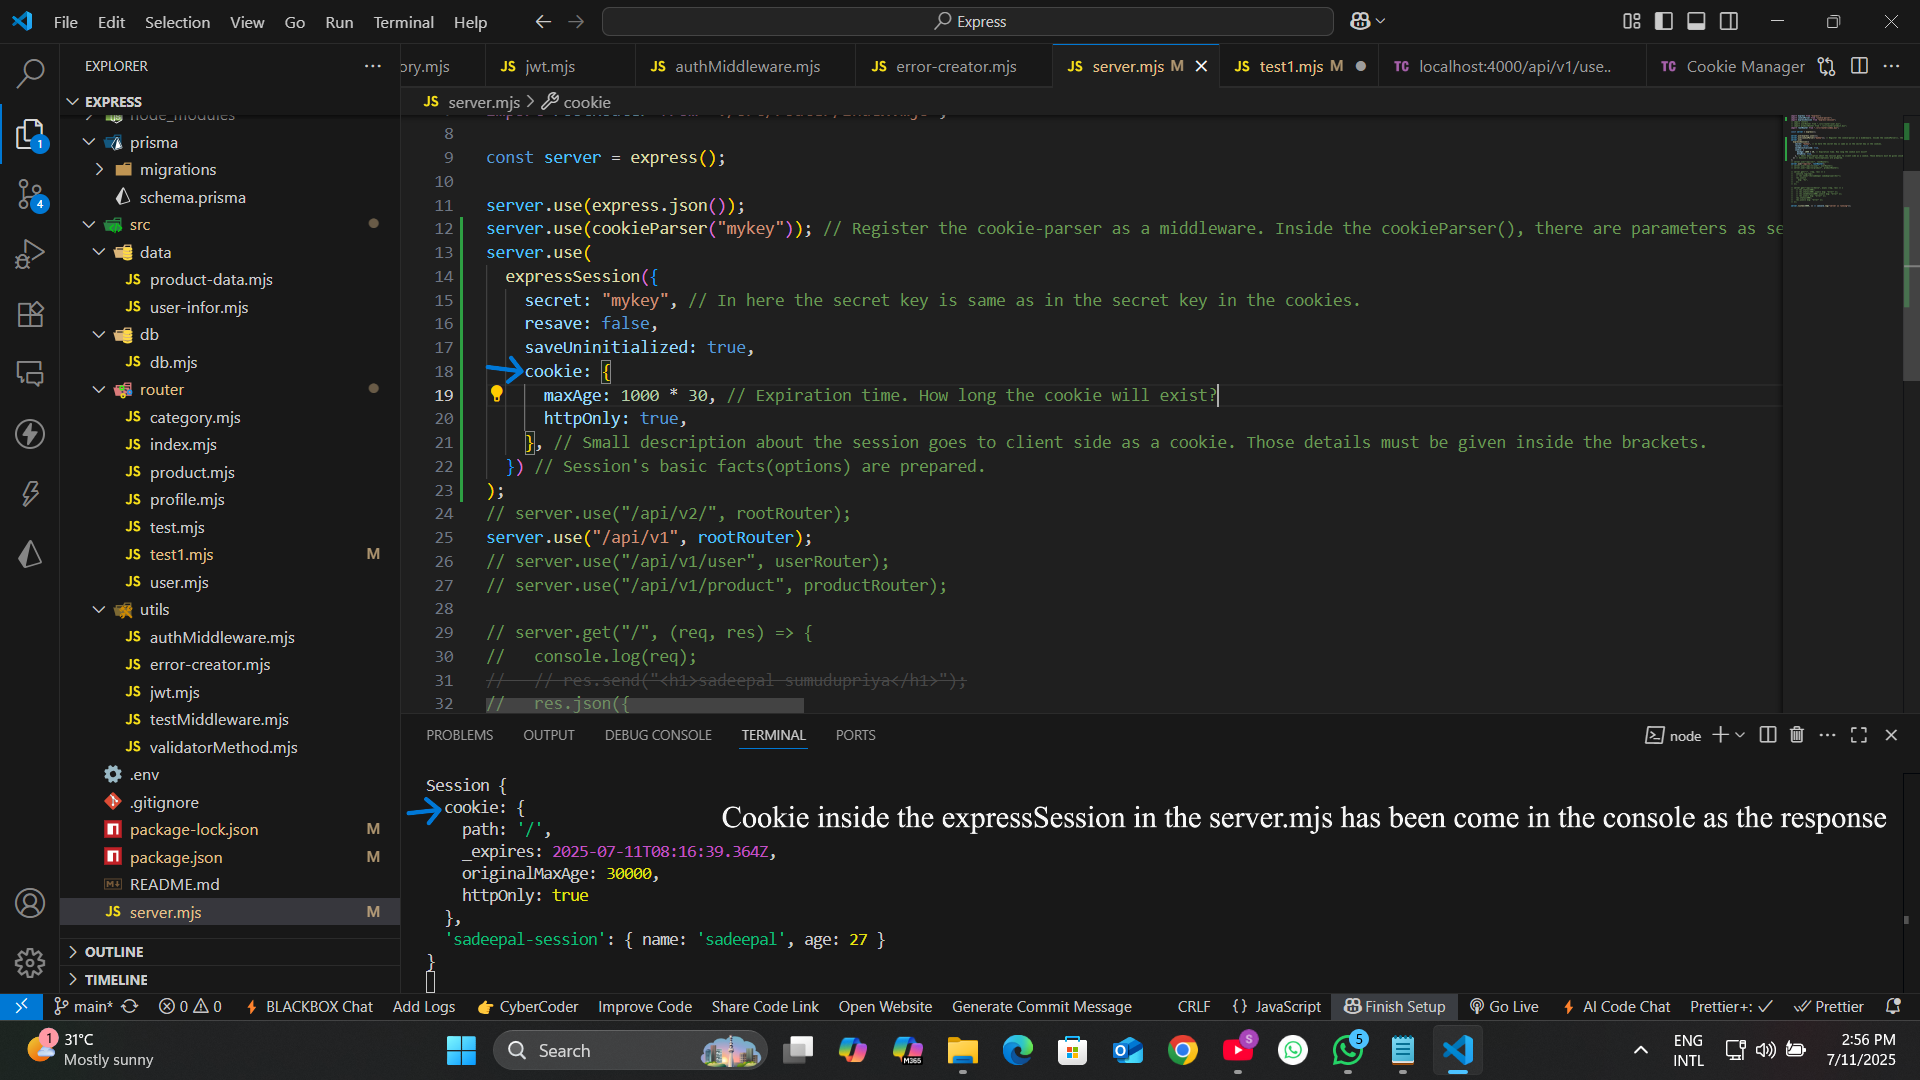 File Edit Selection View Go Run Terminal Help
Express
EXPLORER
ory.mjs
JS jwt.mjs
JS authMiddleware.mjs
JS error-creator.mjs
JS server.mjs M
JS test1.mjs M
TC localhost:4000/api/v1/use..
TC Cookie Manager
EXPRESS
node_modules
prisma
migrations
schema.prisma
src
data
JS product-data.mjs
JS user-infor.mjs
db
JS db.mjs
router
JS category.mjs
JS index.mjs
JS product.mjs
JS profile.mjs
JS test.mjs
JS test1.mjs M
JS user.mjs
utils
JS authMiddleware.mjs
JS error-creator.mjs
JS jwt.mjs
JS testMiddleware.mjs
JS validatorMethod.mjs
.env
.gitignore
package-lock.json M
package.json M
README.md
JS server.mjs M
OUTLINE
TIMELINE
1
4
JS server.mjs > cookie
8
9 const server = express();
10
11 server.use(express.json());
12 server.use(cookieParser("mykey")); // Register the cookie-parser as a middleware. Inside the cookieParser(), there are parameters as se
13 server.use(
14 expressSession({
15 secret: "mykey", // In here the secret key is same as in the secret key in the cookies.
16 resave: false,
17 saveUninitialized: true,
18 cookie: {
19 maxAge: 1000 * 30, // Expiration time. How long the cookie will exist?
20 httpOnly: true,
21 }, // Small description about the session goes to client side as a cookie. Those details must be given inside the brackets.
22 }) // Session's basic facts(options) are prepared.
23 );
24 // server.use("/api/v2/", rootRouter);
25 server.use("/api/v1", rootRouter);
26 // server.use("/api/v1/user", userRouter);
27 // server.use("/api/v1/product", productRouter);
28
29 // server.get("/", (req, res) => {
30 // console.log(req);
31 // // res.send("<h1>sadeepal sumudupriya</h1>");
32 // res.json({
PROBLEMS OUTPUT DEBUG CONSOLE TERMINAL PORTS
node
Session {
cookie: {
path: '/',
_expires: 2025-07-11T08:16:39.364Z,
originalMaxAge: 30000,
httpOnly: true
},
'sadeepal-session': { name: 'sadeepal', age: 27 }
}
Cookie inside the expressSession in the server.mjs has been come in the console as the response
main* 0 0 BLACKBOX Chat Add Logs CyberCoder Improve Code Share Code Link Open Website Generate Commit Message CRLF {} JavaScript Finish Setup Go Live AI Code Chat Prettier+: Prettier
1
31°C
Mostly sunny
Search
M365
S
5
ENG
INTL
2:56 PM
7/11/2025